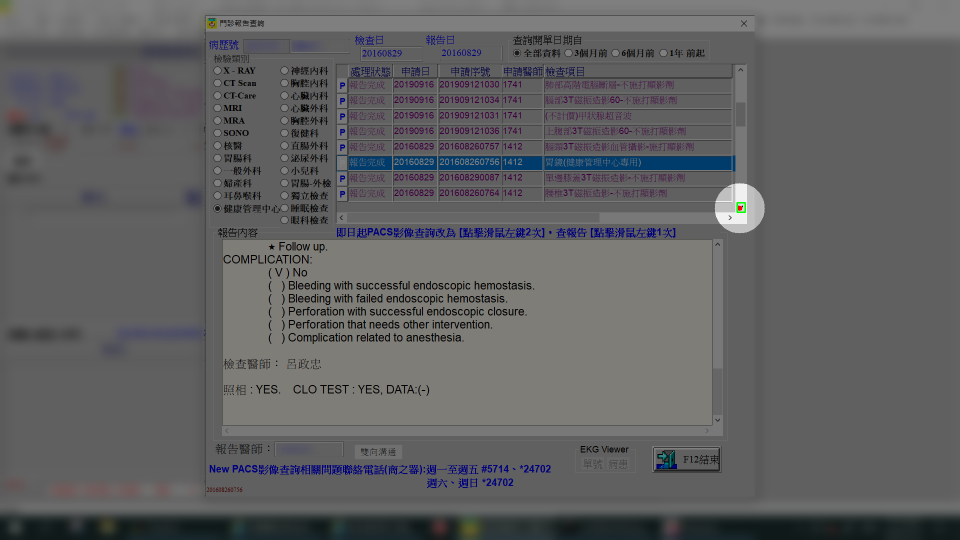 門診報告查詢
病歷號
檢查日
報告日
20160829
20160829
查詢開單日期自
全部資料 3個月前 6個月前 1年 前起
檢驗類別
X - RAY 神經內科
CT Scan 胸腔內科
CT-Care 心臟內科
MRI 心臟外科
MRA 胸腔外科
SONO 復健科
核醫 直腸外科
胃腸科 泌尿外科
一般外科 小兒科
婦產科 胃腸-外檢
耳鼻喉科 獨立檢查
健康管理中心 睡眠檢查
眼科檢查
處理狀態 申請日 申請序號 申請醫師 檢查項目
P 報告完成 20190916 201909121030 1741 肺部高階電腦斷層-不施打顯影劑
P 報告完成 20190916 201909121034 1741 腦部3T磁振造影60-不施打顯影劑
P 報告完成 20190916 201909121031 1741 (不計價)甲狀腺超音波
P 報告完成 20190916 201909121036 1741 上腹部3T磁振造影60-不施打顯影劑
P 報告完成 20160829 201608260757 1412 腦頸3T磁振造影血管攝影-施打顯影劑
報告完成 20160829 201608260756 1412 胃鏡(健康管理中心專用)
P 報告完成 20160829 201608290087 1412 單邊膝蓋3T磁振造影-不施打顯影劑
P 報告完成 20160829 201608260764 1412 腰椎3T磁振造影-不施打顯影劑
報告內容
即日起PACS影像查詢改為 [點擊滑鼠左鍵2次]，查報告 [點擊滑鼠左鍵1次]
★ Follow up.
COMPLICATION:
( V ) No
( ) Bleeding with successful endoscopic hemostasis.
( ) Bleeding with failed endoscopic hemostasis.
( ) Perforation with successful endoscopic closure.
( ) Perforation that needs other intervention.
( ) Complication related to anesthesia.
檢查醫師： 呂政忠
照相 : YES. CLO TEST : YES, DATA:(-)
報告醫師：
雙向溝通
EKG Viewer
單號 病患
F12結束
New PACS影像查詢相關問題聯絡電話(商之器):週一至週五 #5714、*24702
週六、週日 *24702
201608260756